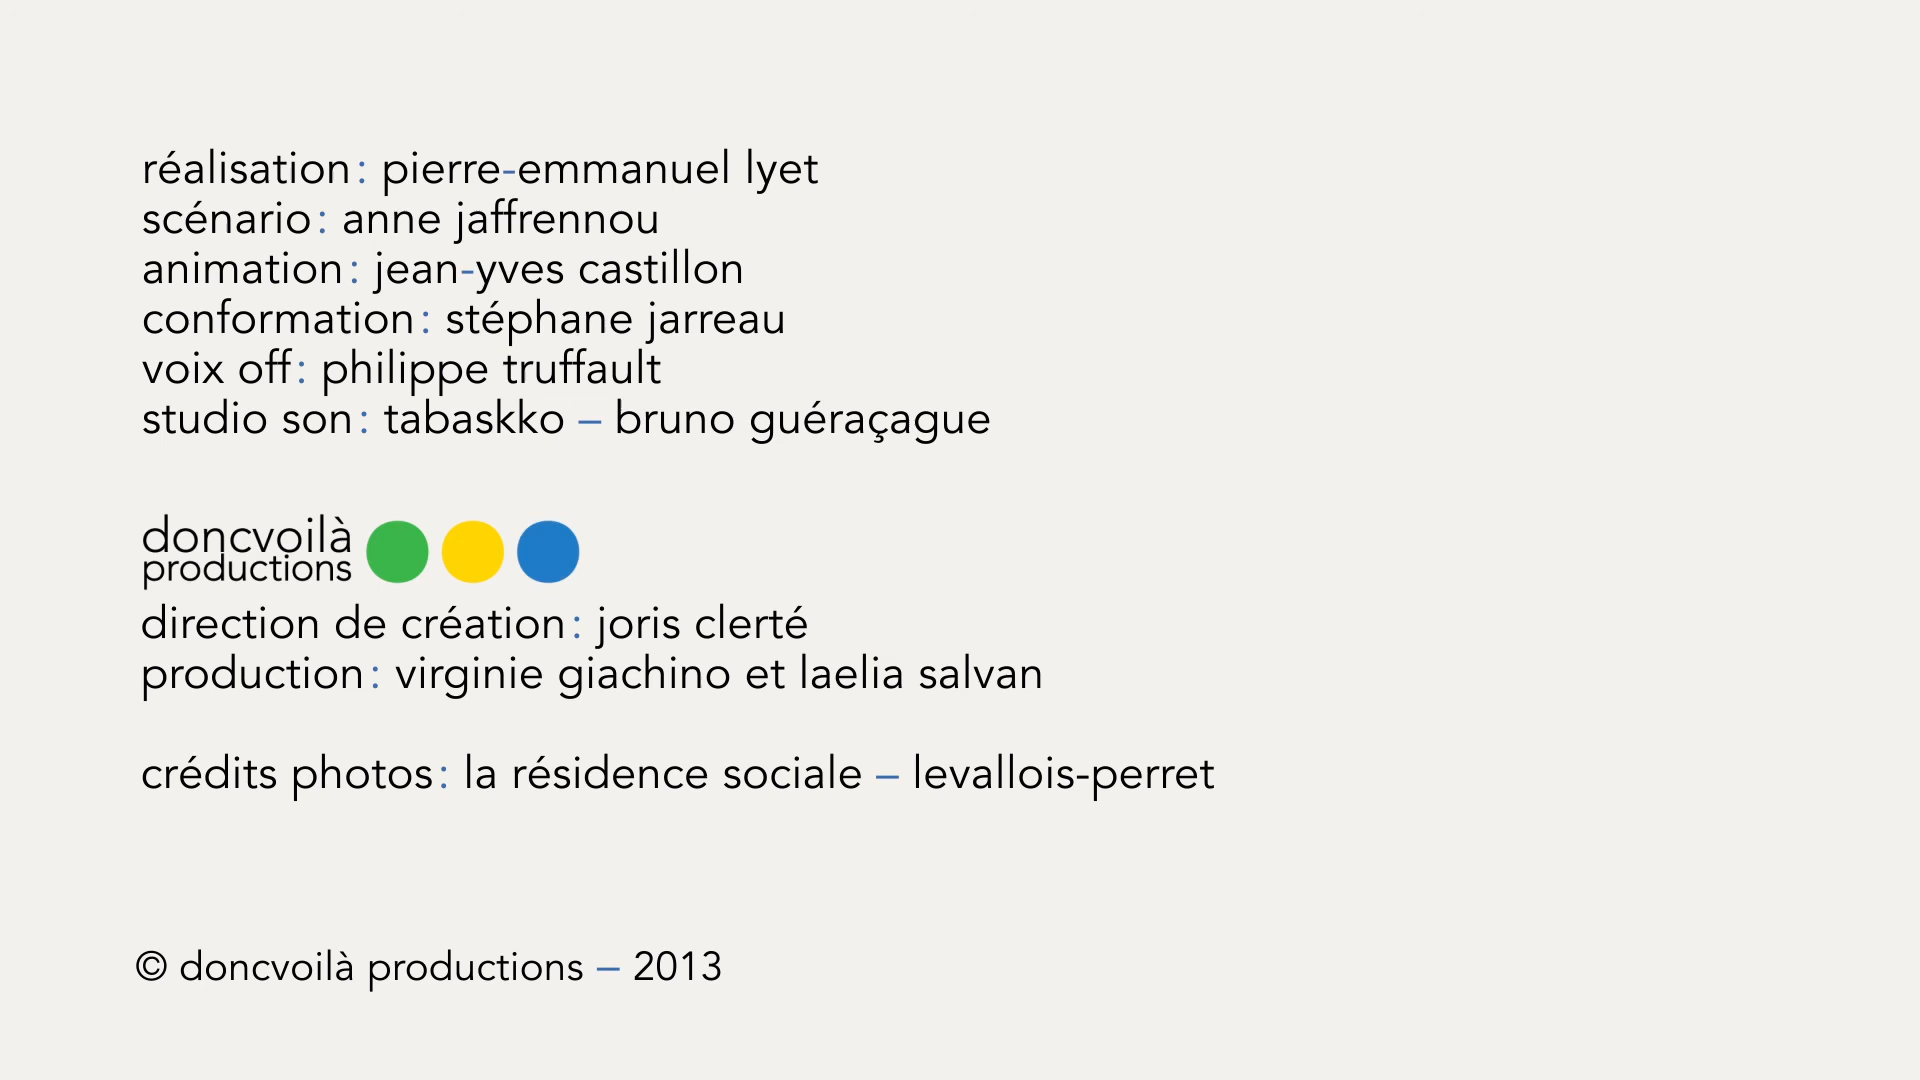 réalisation : pierre-emmanuel lyet
scénario : anne jaffrennou
animation : jean-yves castillon
conformation : stéphane jarreau
voix off : philippe truffault
studio son : tabaskko – bruno guéraçague
doncvoilà
productions
direction de création : joris clerté
production : virginie giachino et laelia salvan
crédits photos : la résidence sociale – levallois-perret
© doncvoilà productions – 2013